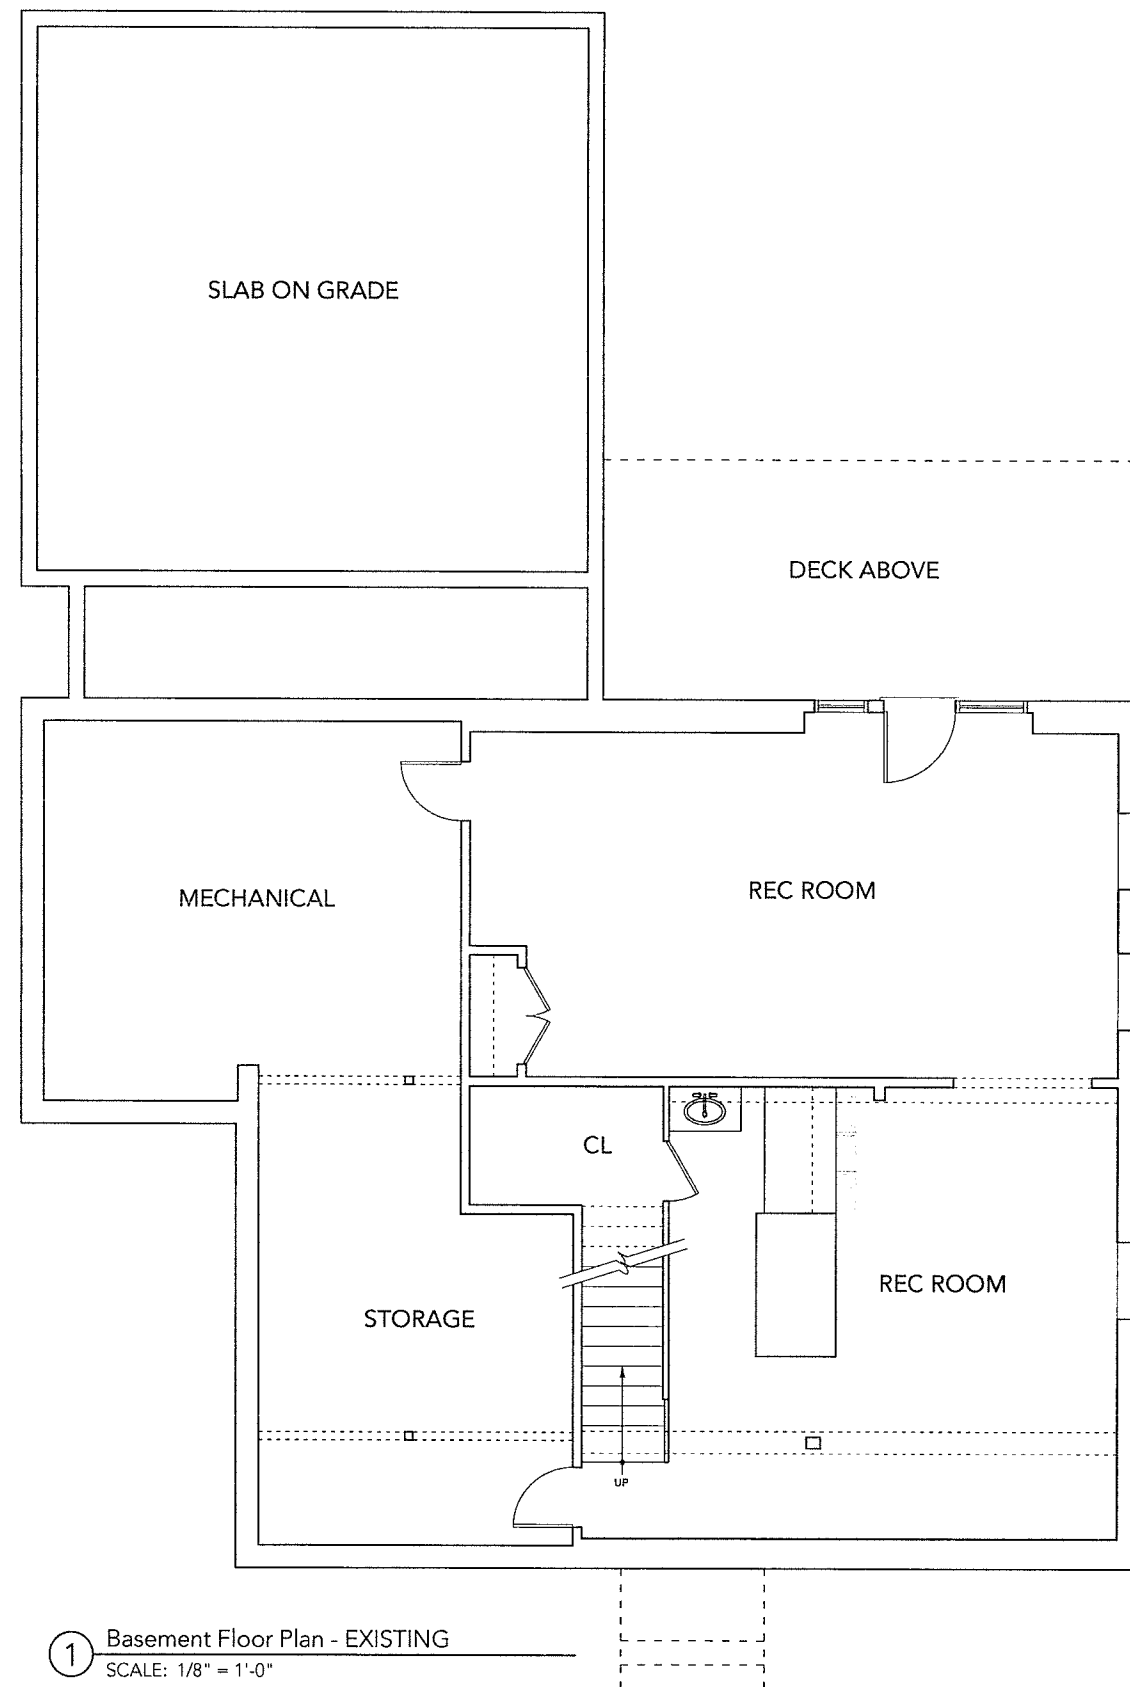 SLAB ON GRADE
DECK ABOVE
MECHANICAL
REC ROOM
CL
REC ROOM
STORAGE
UP
1
Basement Floor Plan - EXISTING
SCALE: 1/8" = 1'-0"